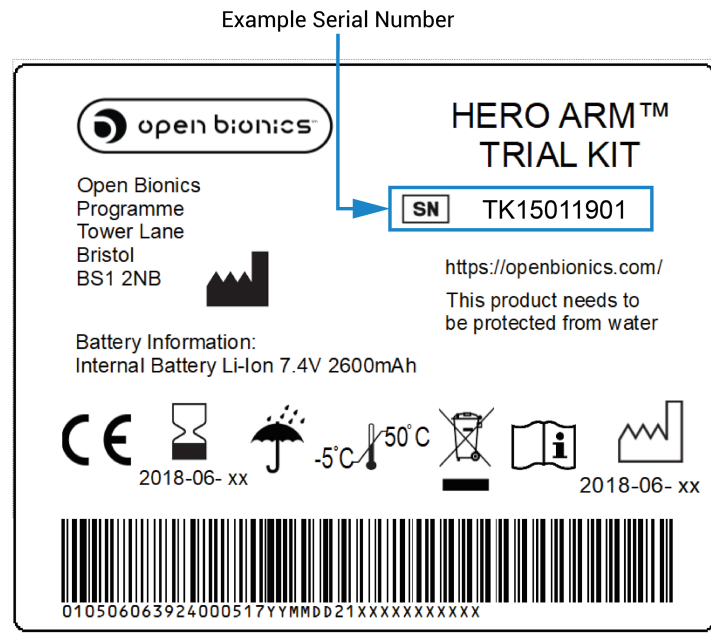 Example Serial Number
open bionics
HERO ARM™
TRIAL KIT
SN TK15011901
Open Bionics
Programme
Tower Lane
Bristol
BS1 2NB
https://openbionics.com/
This product needs to
be protected from water
Battery Information:
Internal Battery Li-Ion 7.4V 2600mAh
CE
-5°C
50°C
i
2018-06- xx
2018-06- xx
010506063924000517YYMMDD21XXXXXXXXXXX